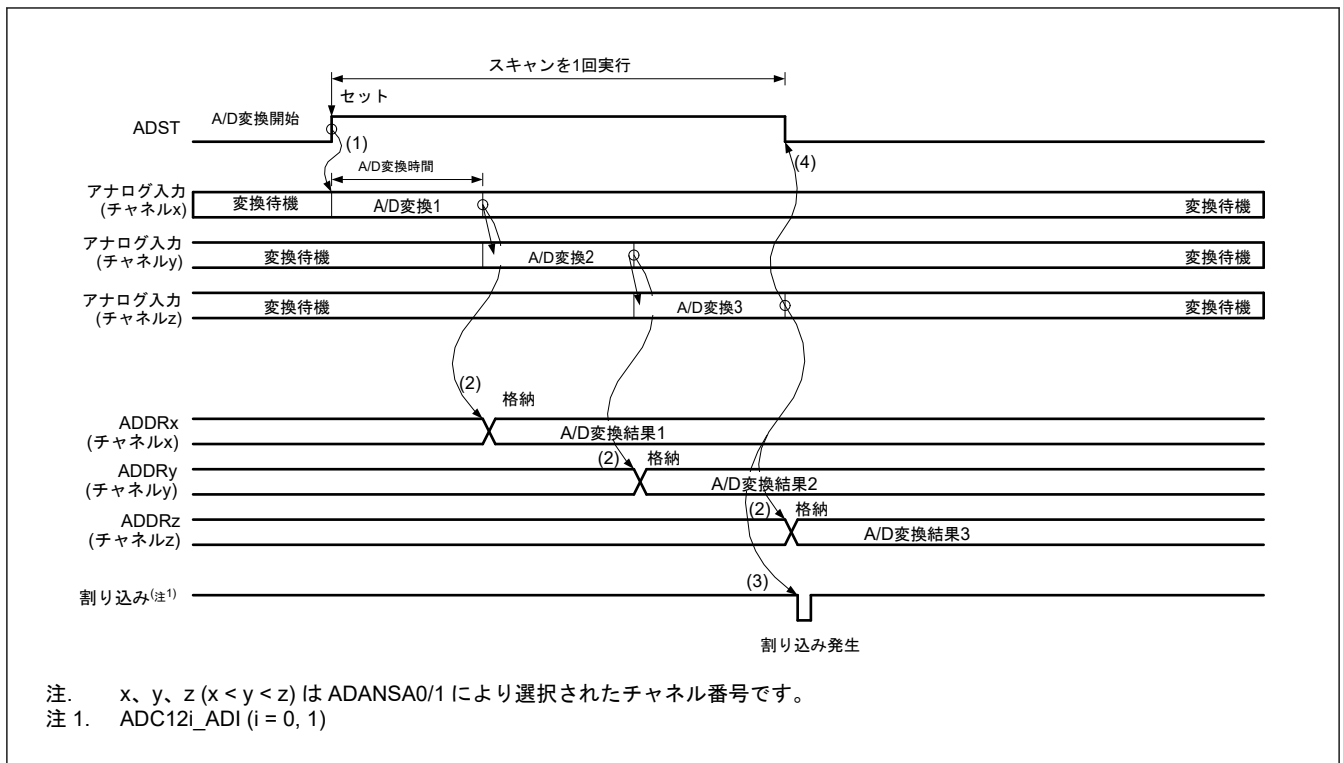 スキャンを1回実行
セット
ADST
A/D変換開始
(1)
(4)
A/D変換時間
アナログ入力
(チャネルx)
変換待機
A/D変換1
変換待機
アナログ入力
(チャネルy)
変換待機
A/D変換2
変換待機
アナログ入力
(チャネルz)
変換待機
A/D変換3
変換待機
(2)
格納
ADDRx
(チャネルx)
A/D変換結果1
(2)
格納
ADDRy
(チャネルy)
A/D変換結果2
(2)
格納
ADDRz
(チャネルz)
A/D変換結果3
(3)
割り込み(注1)
割り込み発生
注. x、y、z (x < y < z) は ADANSA0/1 により選択されたチャネル番号です。
注 1. ADC12i_ADI (i = 0, 1)